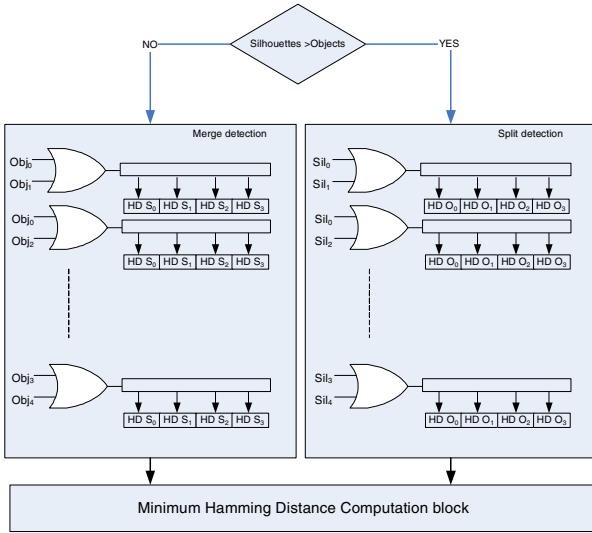 Silhouettes >Objects
NO
YES
Merge detection
Obj₀
Obj₁
HD S₀ HD S₁ HD S₂ HD S₃
Obj₀
Obj₂
HD S₀ HD S₁ HD S₂ HD S₃
Obj₃
Obj₄
HD S₀ HD S₁ HD S₂ HD S₃
Split detection
Sil₀
Sil₁
HD O₀ HD O₁ HD O₂ HD O₃
Sil₀
Sil₂
HD O₀ HD O₁ HD O₂ HD O₃
Sil₃
Sil₄
HD O₀ HD O₁ HD O₂ HD O₃
Minimum Hamming Distance Computation block